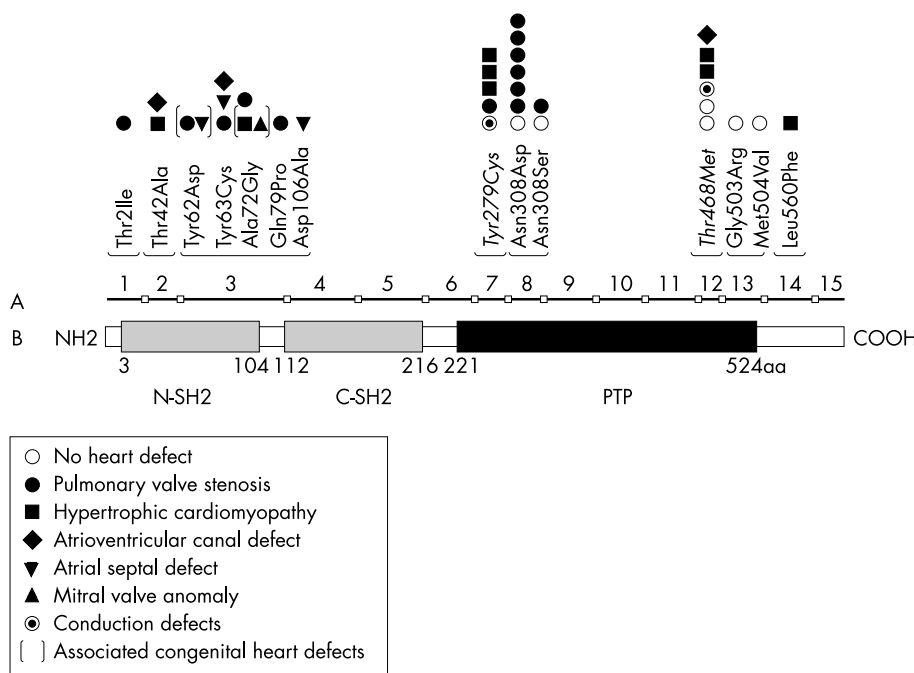 Thr2Ile
Thr42Ala
Tyr62Asp
Tyr63Cys
Ala72Gly
Gln79Pro
Asp106Ala
Tyr279Cys
Asn308Asp
Asn308Ser
Thr468Met
Gly503Arg
Met504Val
Leu560Phe
A 1 2 3 4 5 6 7 8 9 10 11 12 13 14 15
B NH2 COOH
3 104 112 216 221 524aa
N-SH2 C-SH2 PTP
No heart defect
Pulmonary valve stenosis
Hypertrophic cardiomyopathy
Atrioventricular canal defect
Atrial septal defect
Mitral valve anomaly
Conduction defects
Associated congenital heart defects